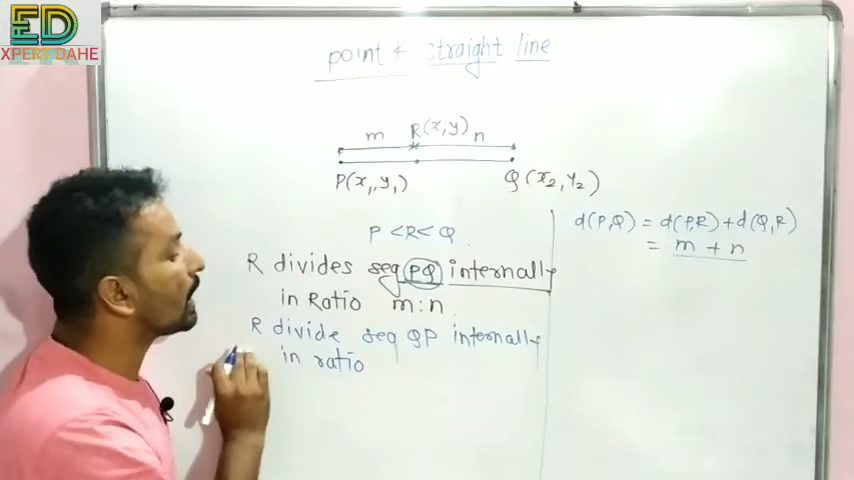 ED
XPERT DAHE
point & straight line
m R(x,y) n
P(x₁,y₁) Q(x₂,y₂)
P <R< Q
R divides seg PQ internally
in Ratio m:n
R divide seg QP internally
in ratio
d(P,Q) = d(P,R) + d(Q,R)
= m + n